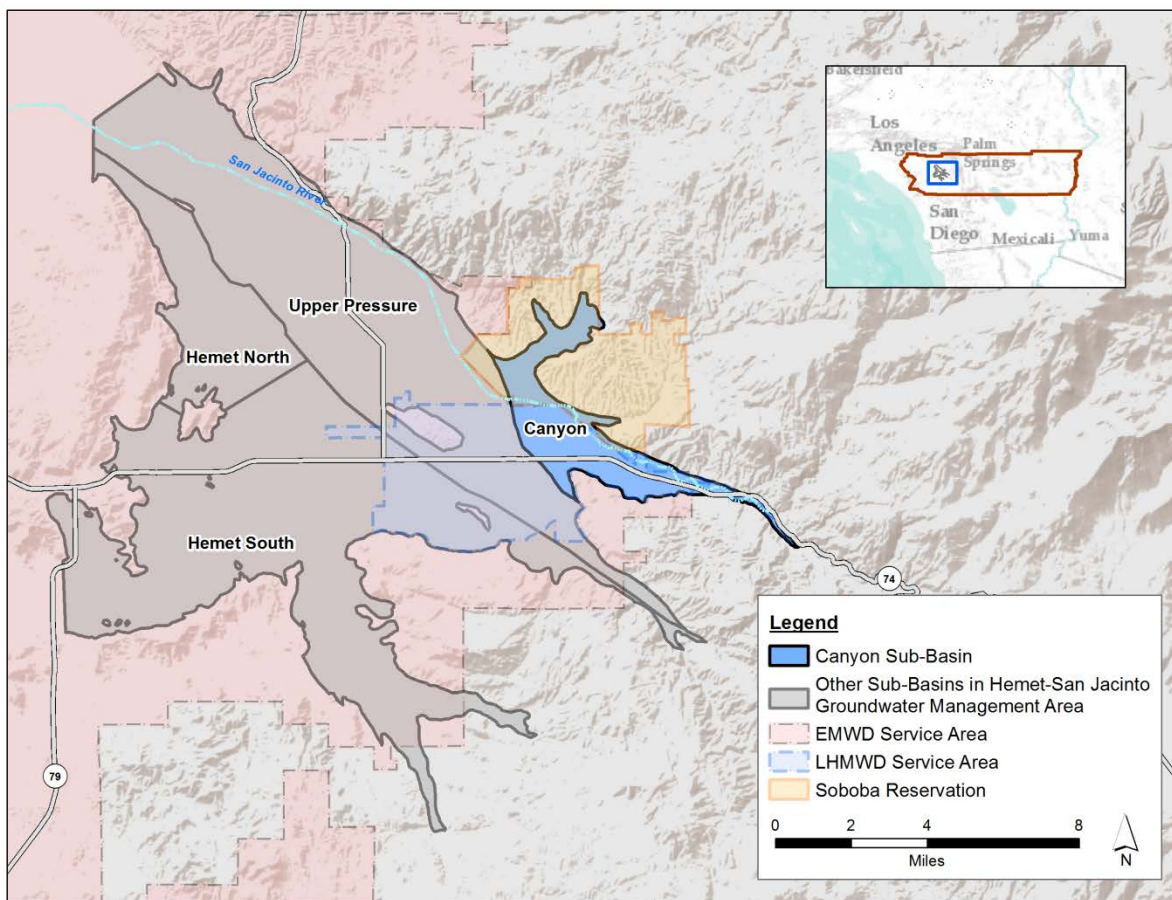 Bakersfield
Los
Angeles
Palm
Springs
San
Diego
Mexicali
Yuma
San Jacinto River
Upper Pressure
Hemet North
Canyon
Hemet South
74
79
Legend
Canyon Sub-Basin
Other Sub-Basins in Hemet-San Jacinto
Groundwater Management Area
EMWD Service Area
LHMWD Service Area
Soboba Reservation
0 2 4 8
Miles
N